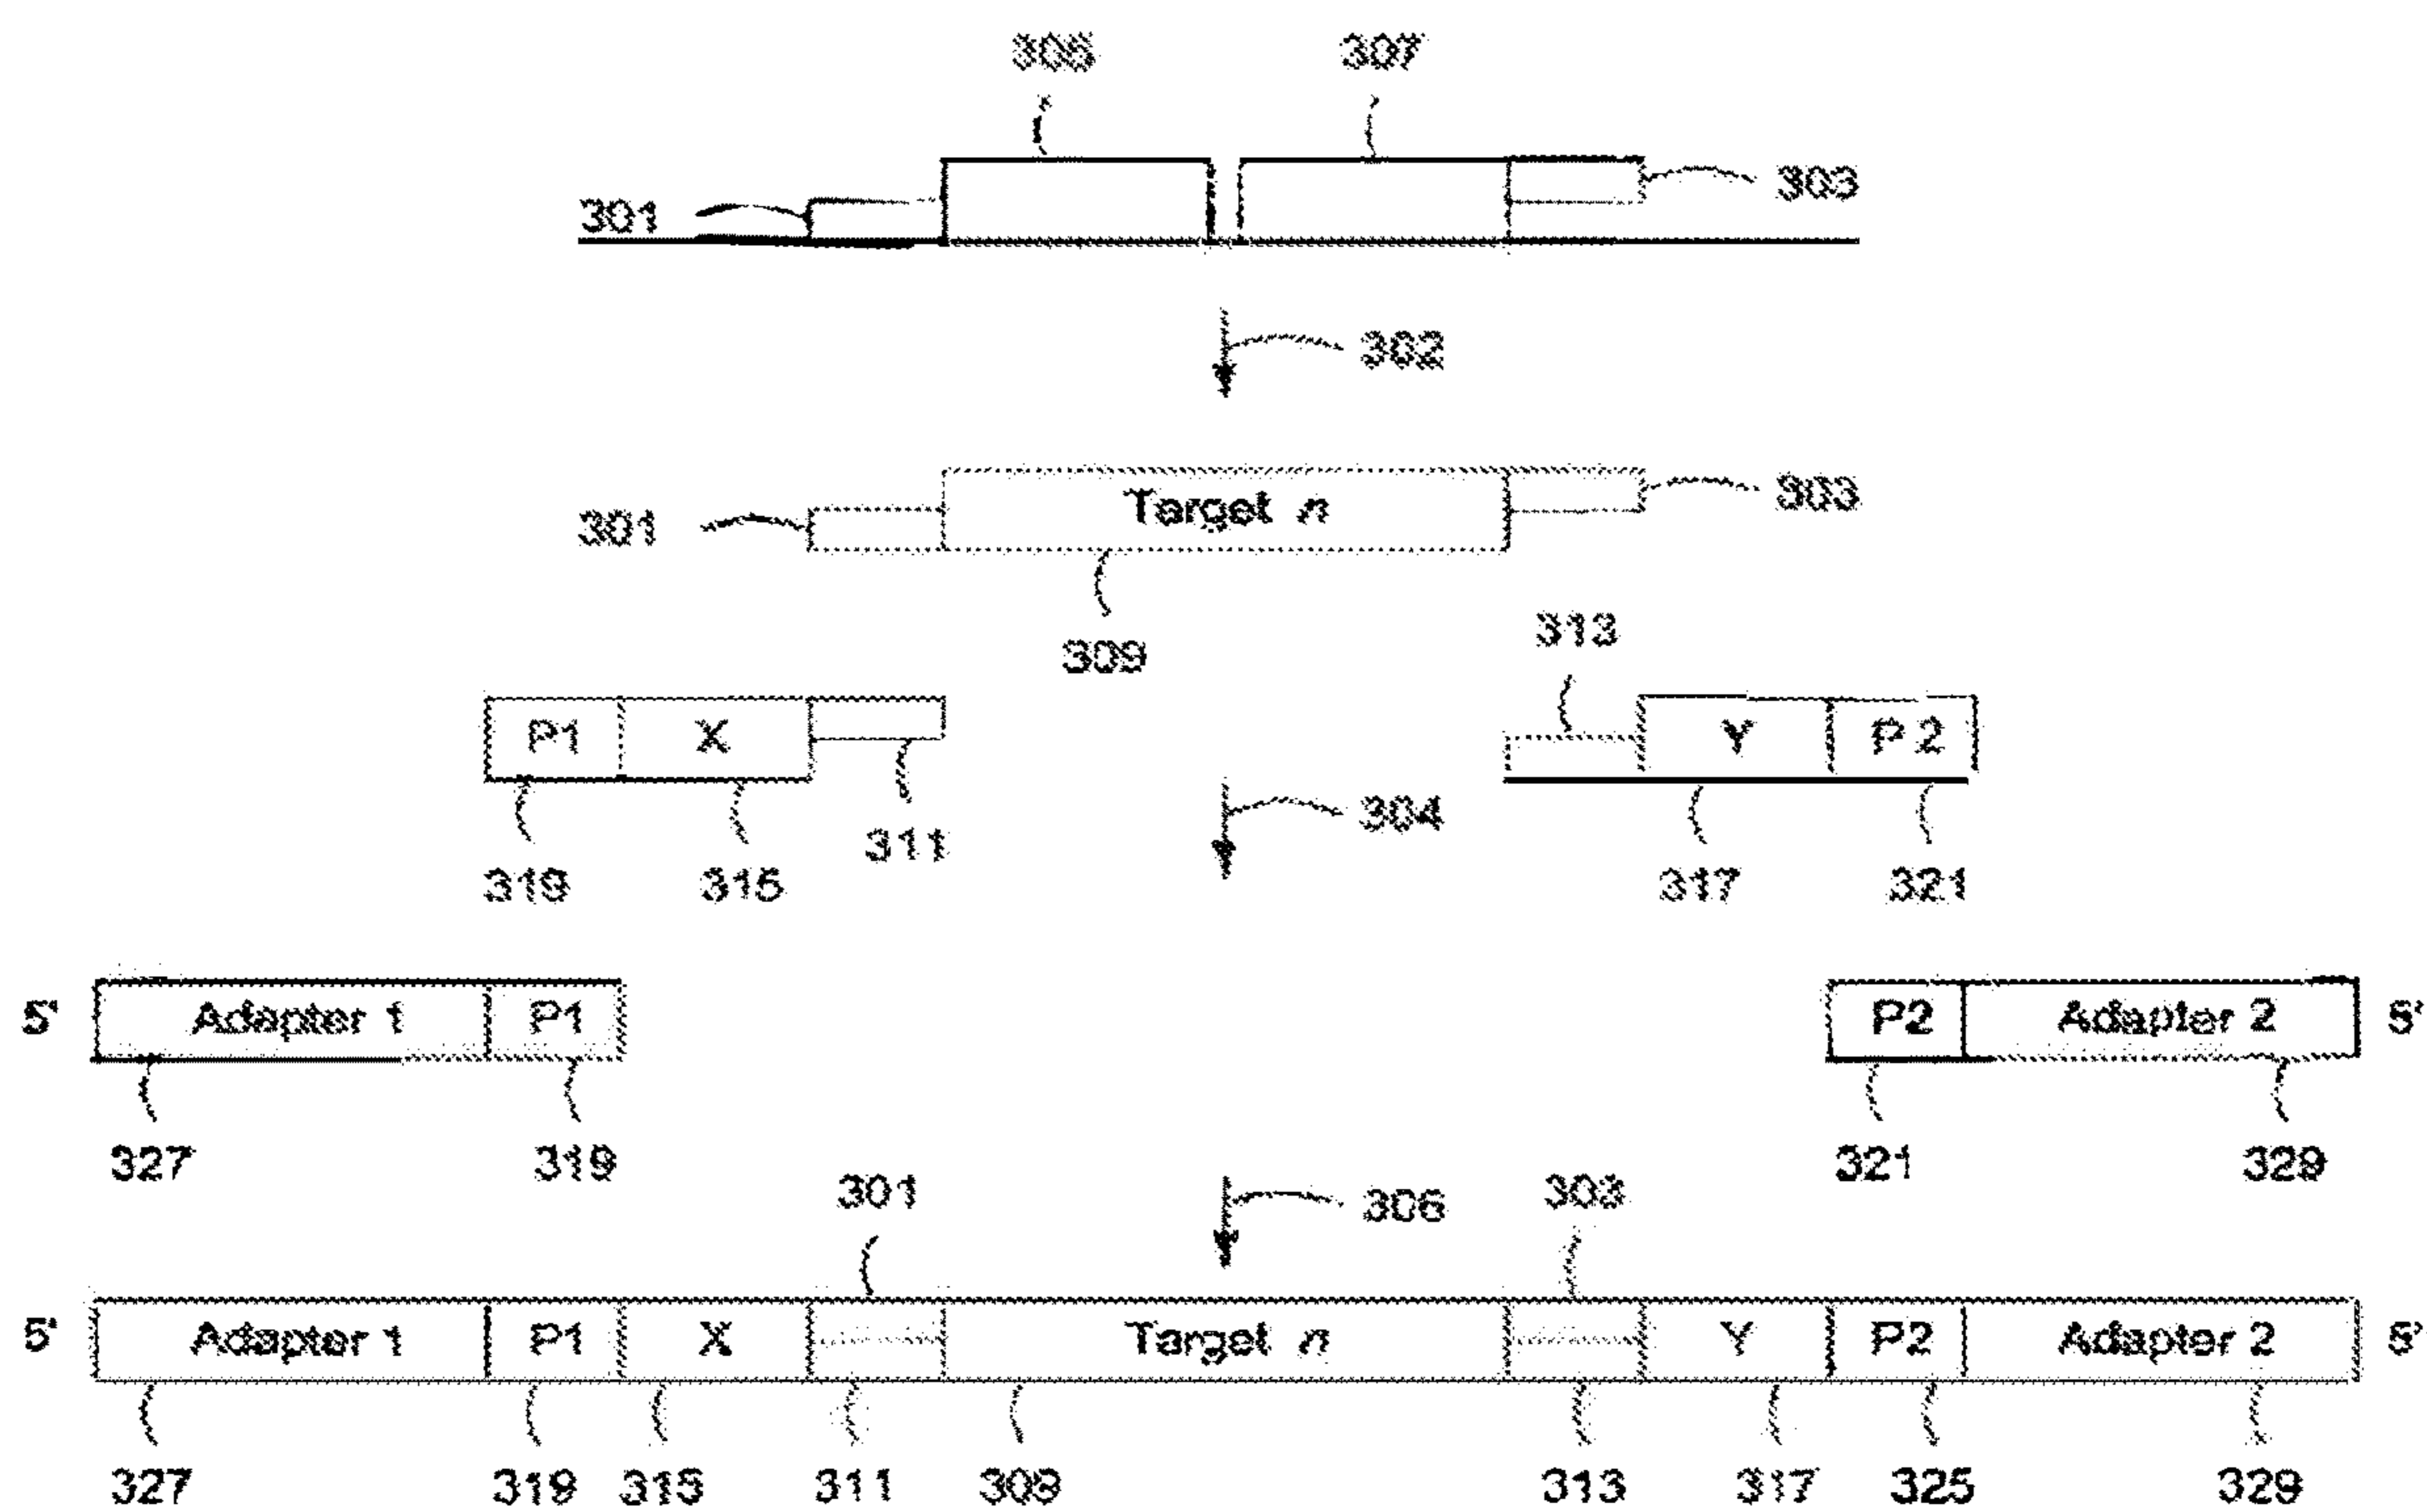 305 307
301 303
302
301 Target n 303
309
313
P1 X Y P2
304
311
319 315 317 321
5' Adapter 1 P1 P2 Adapter 2 5'
327 319 321 329
301 306 303
5' Adapter 1 P1 X Target n Y P2 Adapter 2 5'
327 319 315 311 309 313 317 325 329